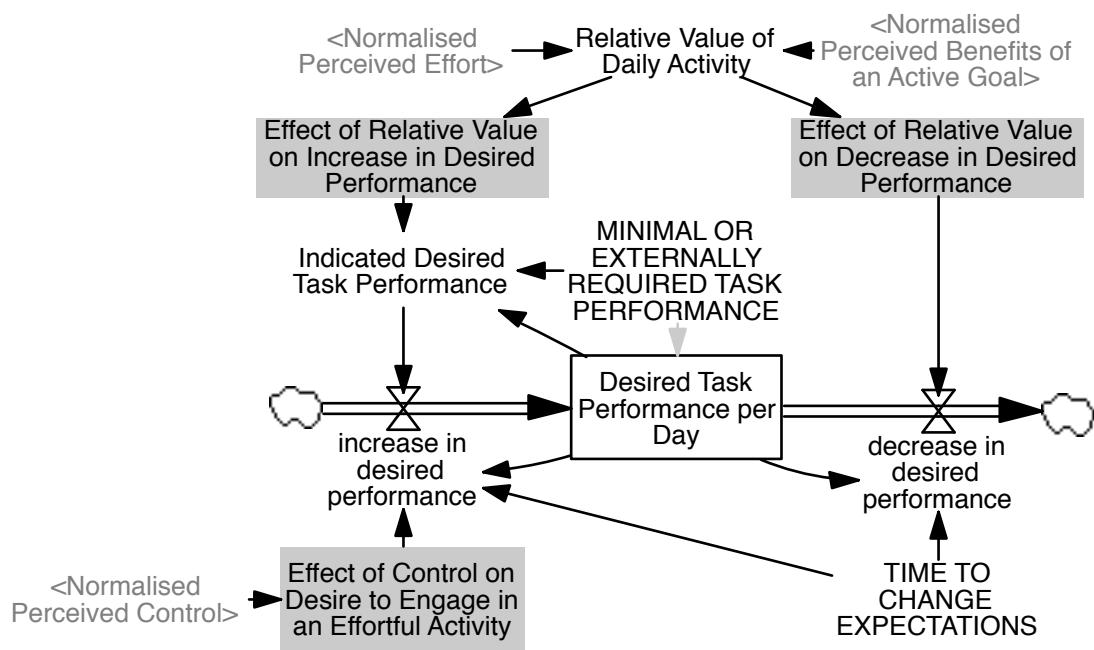 <Normalised
Perceived Effort>
Relative Value of
Daily Activity
<Normalised
Perceived Benefits of
an Active Goal>
Effect of Relative Value
on Increase in Desired
Performance
Effect of Relative Value
on Decrease in Desired
Performance
Indicated Desired
Task Performance
MINIMAL OR
EXTERNALLY
REQUIRED TASK
PERFORMANCE
Desired Task
Performance per
Day
increase in
desired
performance
decrease in
desired
performance
<Normalised
Perceived Control>
Effect of Control on
Desire to Engage in
an Effortful Activity
TIME TO
CHANGE
EXPECTATIONS